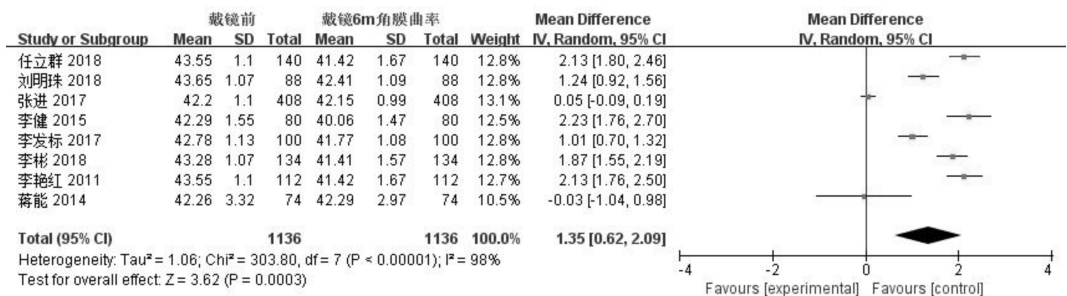 戴镜前 戴镜6m角膜曲率 Mean Difference Mean Difference
Study or Subgroup Mean SD Total Mean SD Total Weight IV, Random, 95% CI IV, Random, 95% CI
任立群 2018 43.55 1.1 140 41.42 1.67 140 12.8% 2.13 [1.80, 2.46]
刘明珠 2018 43.65 1.07 88 42.41 1.09 88 12.8% 1.24 [0.92, 1.56]
张进 2017 42.2 1.1 408 42.15 0.99 408 13.1% 0.05 [-0.09, 0.19]
李健 2015 42.29 1.55 80 40.06 1.47 80 12.5% 2.23 [1.76, 2.70]
李发标 2017 42.78 1.13 100 41.77 1.08 100 12.8% 1.01 [0.70, 1.32]
李彬 2018 43.28 1.07 134 41.41 1.57 134 12.8% 1.87 [1.55, 2.19]
李艳红 2011 43.55 1.1 112 41.42 1.67 112 12.7% 2.13 [1.76, 2.50]
蒋能 2014 42.26 3.32 74 42.29 2.97 74 10.5% -0.03 [-1.04, 0.98]
Total (95% CI) 1136 1136 100.0% 1.35 [0.62, 2.09]
Heterogeneity: Tau² = 1.06; Chi² = 303.80, df = 7 (P < 0.00001); I² = 98%
Test for overall effect: Z = 3.62 (P = 0.0003)
-4 -2 0 2 4
Favours [experimental] Favours [control]